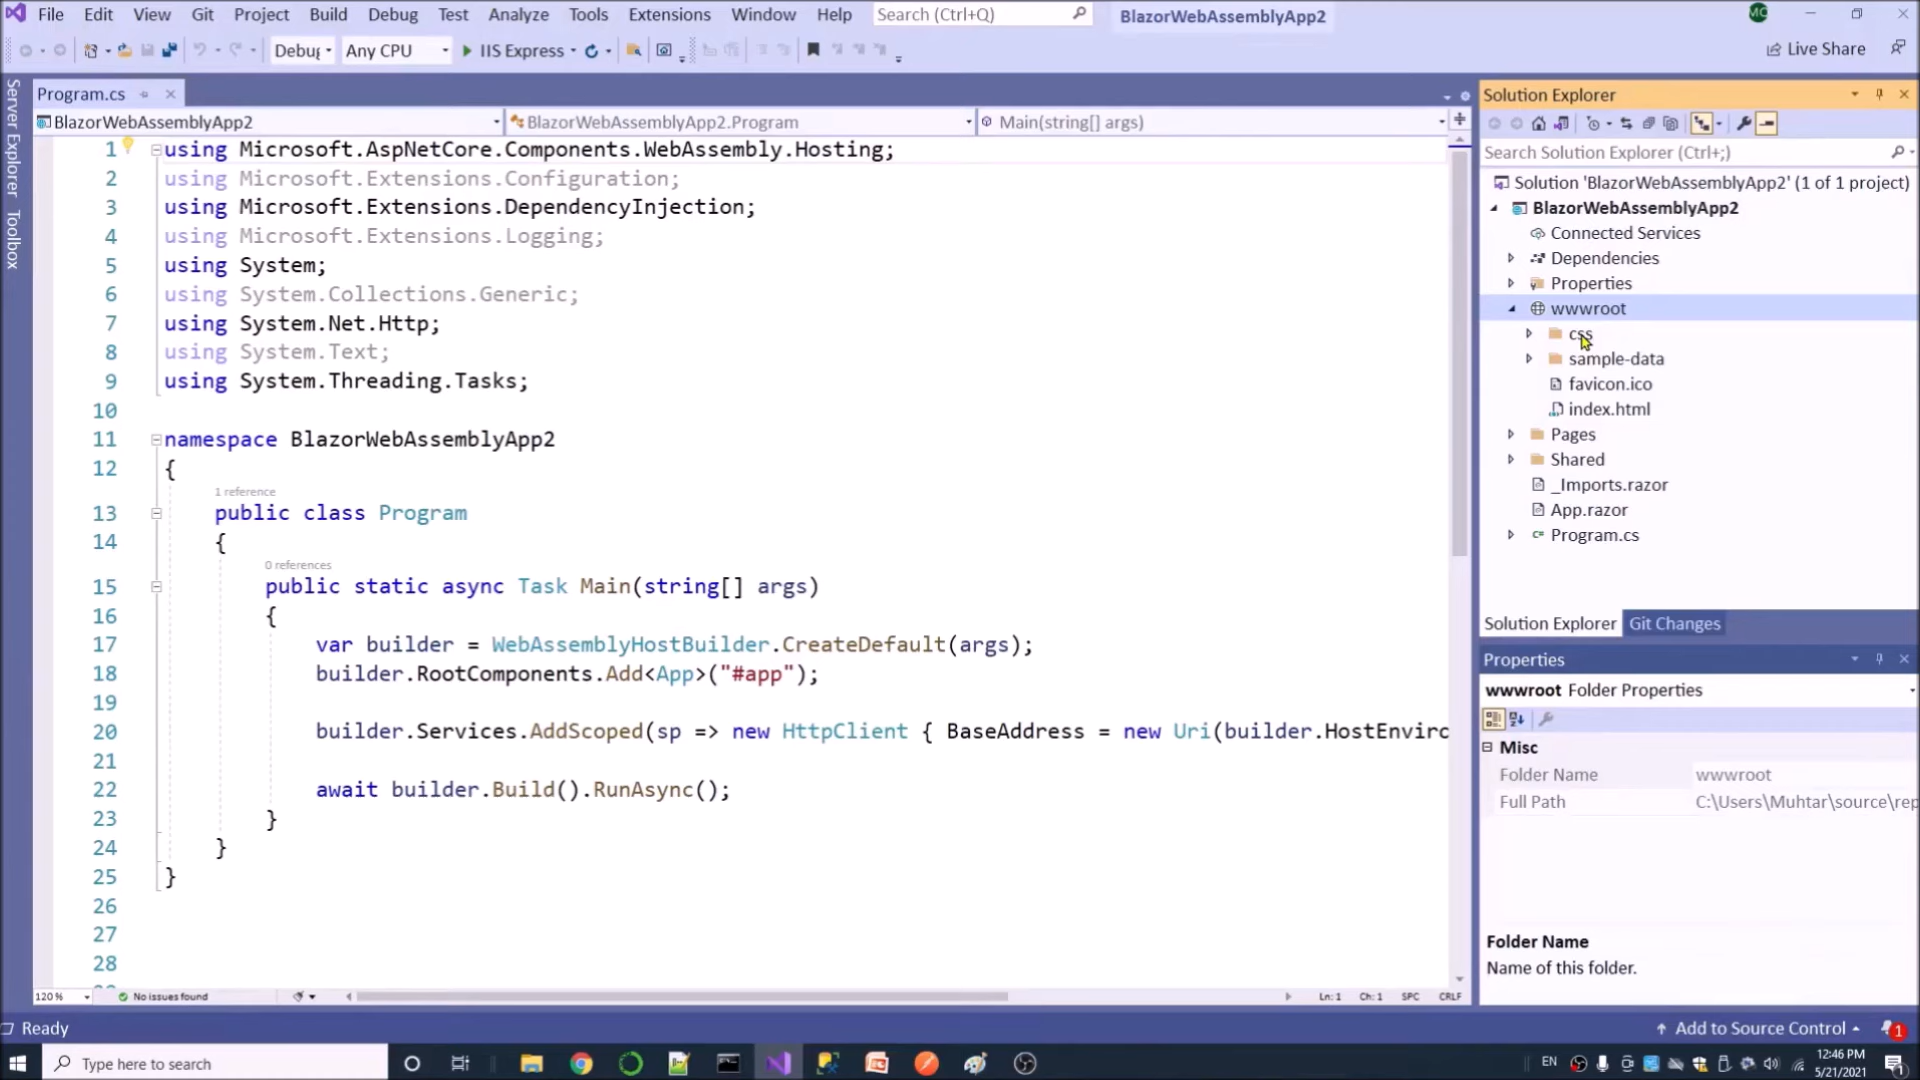 File Edit View Git Project Build Debug Test Analyze Tools Extensions Window Help Search (Ctrl+Q) BlazorWebAssemblyApp2 MC
Debug Any CPU IIS Express Live Share
Server Explorer
Toolbox
Program.cs
BlazorWebAssemblyApp2 BlazorWebAssemblyApp2.Program Main(string[] args)
1 using Microsoft.AspNetCore.Components.WebAssembly.Hosting;
2 using Microsoft.Extensions.Configuration;
3 using Microsoft.Extensions.DependencyInjection;
4 using Microsoft.Extensions.Logging;
5 using System;
6 using System.Collections.Generic;
7 using System.Net.Http;
8 using System.Text;
9 using System.Threading.Tasks;
10
11 namespace BlazorWebAssemblyApp2
12 {
1 reference
13 public class Program
14 {
0 references
15 public static async Task Main(string[] args)
16 {
17 var builder = WebAssemblyHostBuilder.CreateDefault(args);
18 builder.RootComponents.Add<App>("#app");
19
20 builder.Services.AddScoped(sp => new HttpClient { BaseAddress = new Uri(builder.HostEnvirc
21
22 await builder.Build().RunAsync();
23 }
24 }
25 }
26
27
28
120 % No issues found Ln: 1 Ch: 1 SPC CRLF
Solution Explorer
Search Solution Explorer (Ctrl+;)
Solution 'BlazorWebAssemblyApp2' (1 of 1 project)
BlazorWebAssemblyApp2
Connected Services
Dependencies
Properties
wwwroot
css
sample-data
favicon.ico
index.html
Pages
Shared
_Imports.razor
App.razor
Program.cs
Solution Explorer Git Changes
Properties
wwwroot Folder Properties
Misc
Folder Name wwwroot
Full Path C:\Users\Muhtar\source\rep
Folder Name
Name of this folder.
Ready Add to Source Control 1
Type here to search EN 12:46 PM
5/21/2021 1